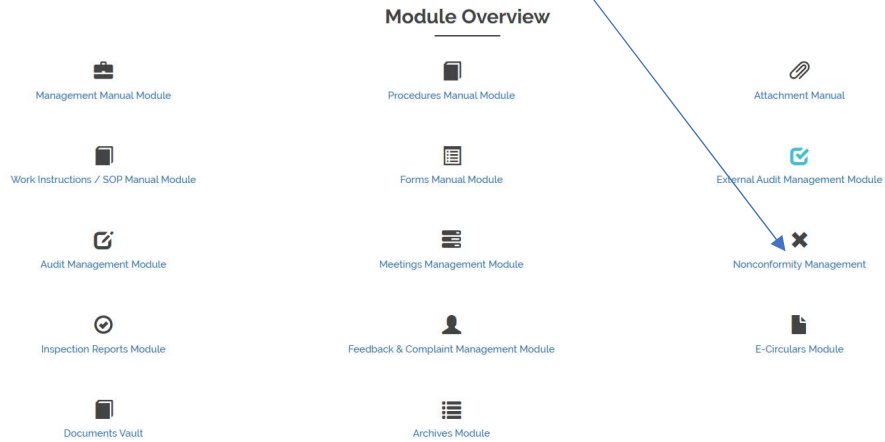 Module Overview
Management Manual Module
Procedures Manual Module
Attachment Manual
Work Instructions / SOP Manual Module
Forms Manual Module
External Audit Management Module
Audit Management Module
Meetings Management Module
Nonconformity Management
Inspection Reports Module
Feedback & Complaint Management Module
E-Circulars Module
Documents Vault
Archives Module